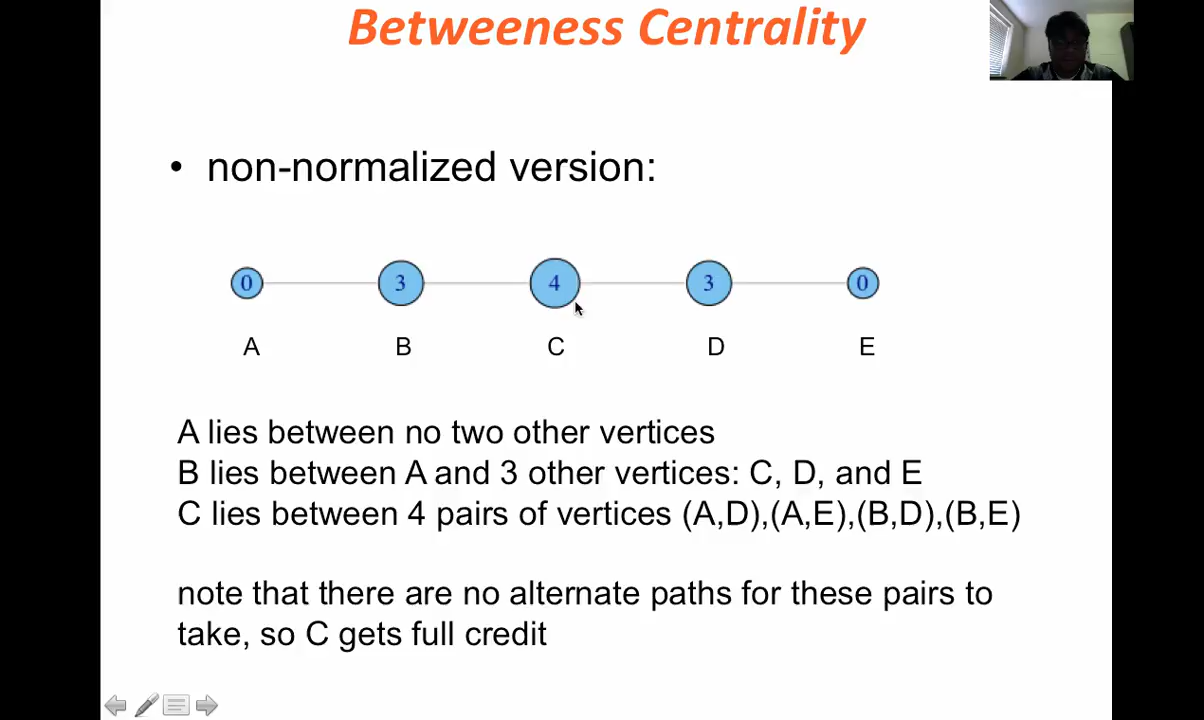 Betweeness Centrality
• non-normalized version:
0 3 4 3 0
A B C D E
A lies between no two other vertices
B lies between A and 3 other vertices: C, D, and E
C lies between 4 pairs of vertices (A,D),(A,E),(B,D),(B,E)
note that there are no alternate paths for these pairs to
take, so C gets full credit